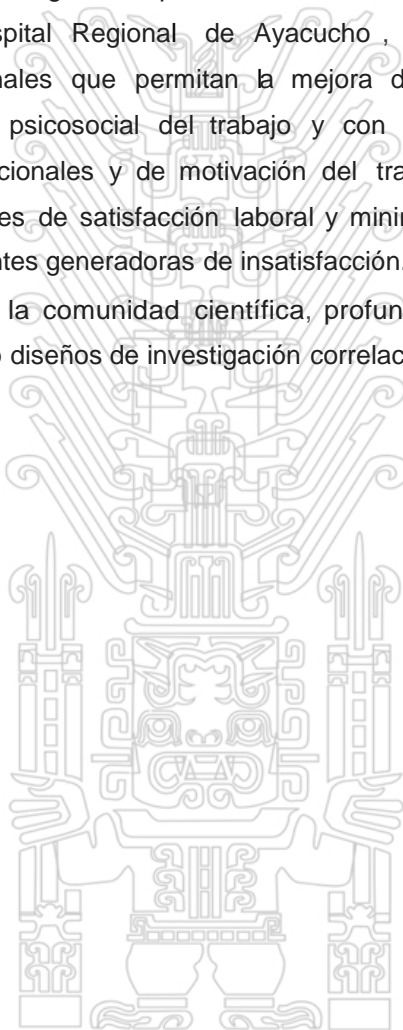 spital Regional de Ayacucho ,
nales que permitan la mejora d
psicosocial del trabajo y con
cionales y de motivación del tra
es de satisfacción laboral y mini
ntes generadoras de insatisfacción.
la comunidad científica, profun
o diseños de investigación correlac